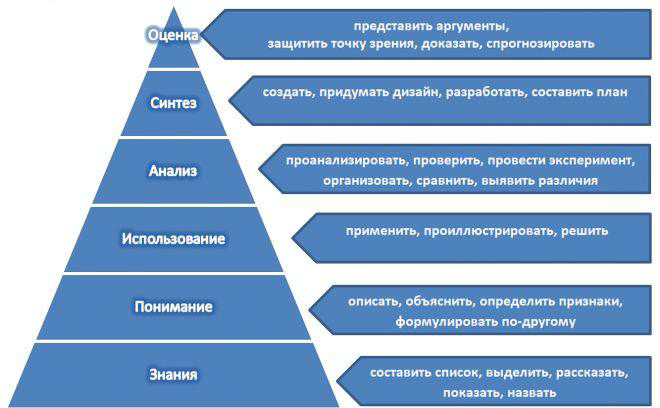 Оценка
представить аргументы,
защитить точку зрения, доказать, спрогнозировать
Синтез
создать, придумать дизайн, разработать, составить план
Анализ
проанализировать, проверить, провести эксперимент,
организовать, сравнить, выявить различия
Использование
применить, проиллюстрировать, решить
Понимание
описать, объяснить, определить признаки,
формулировать по-другому
Знания
составить список, выделить, рассказать,
показать, назвать